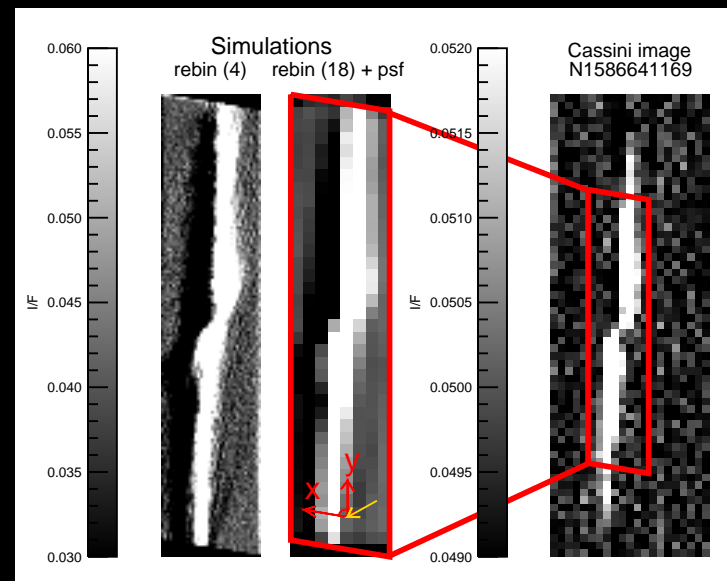 Simulations
rebin (4) rebin (18) + psf
Cassini image
N1586641169
0.060
0.055
0.050
0.045
0.040
0.035
0.030
I/F
0.0520
0.0515
0.0510
0.0505
0.0500
0.0495
0.0490
I/F
x
y